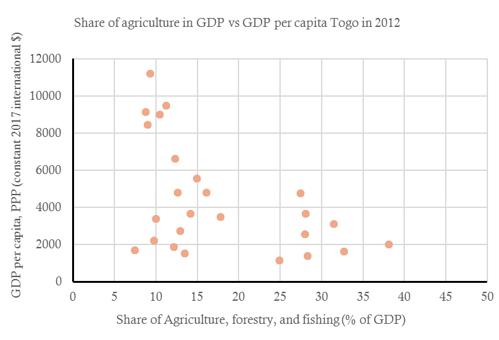 Share of agriculture in GDP vs GDP per capita Togo in 2012
GDP per capita, PPP (constant 2017 international $)
12000
10000
8000
6000
4000
2000
0
0 5 10 15 20 25 30 35 40 45 50
Share of Agriculture, forestry, and fishing (% of GDP)